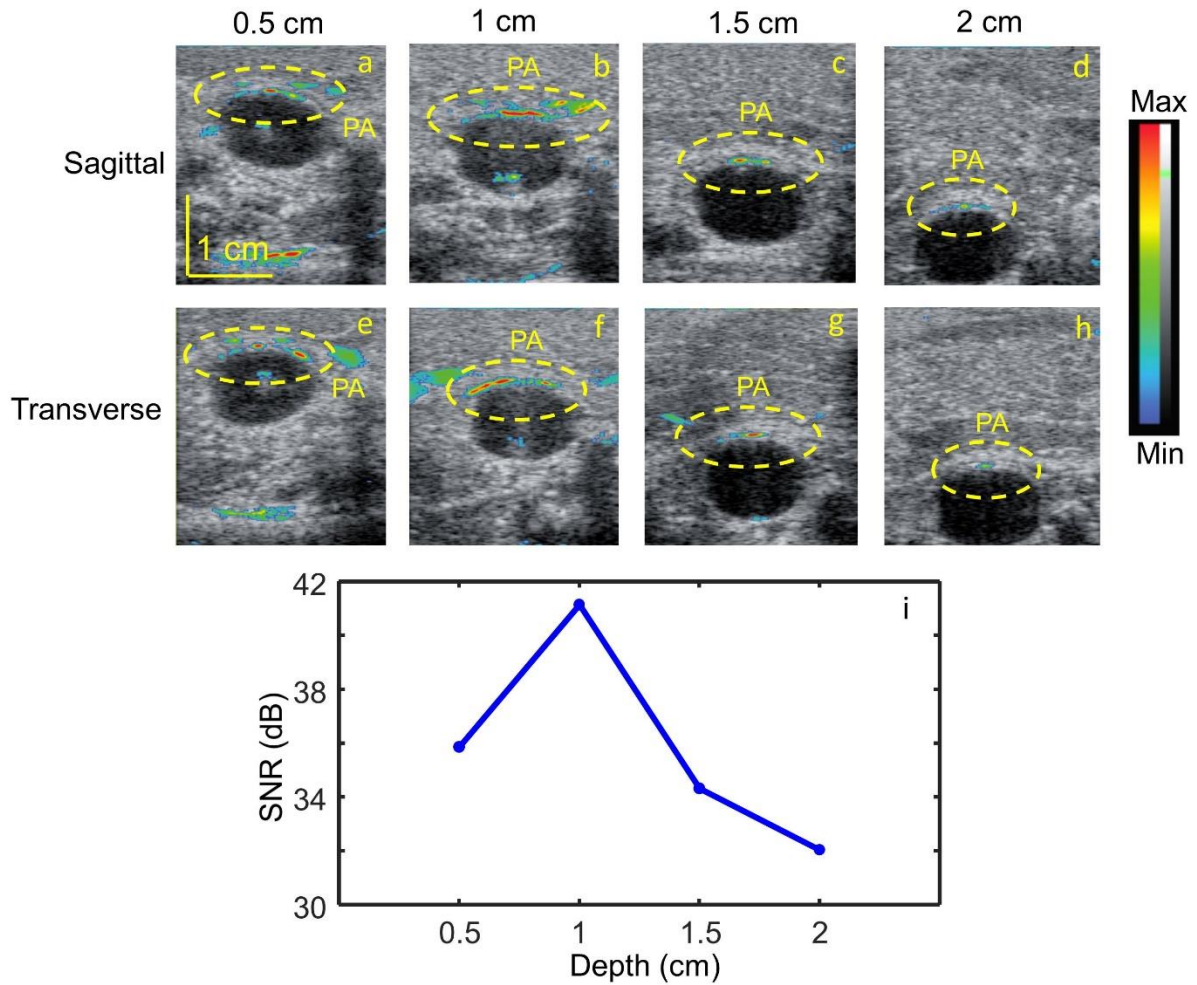 0.5 cm
1 cm
1.5 cm
2 cm
Sagittal
a
PA
1 cm
PA
b
c
PA
d
PA
Max
Min
Transverse
e
PA
f
PA
g
PA
h
PA
i
SNR (dB)
42
38
34
30
0.5
1
1.5
2
Depth (cm)